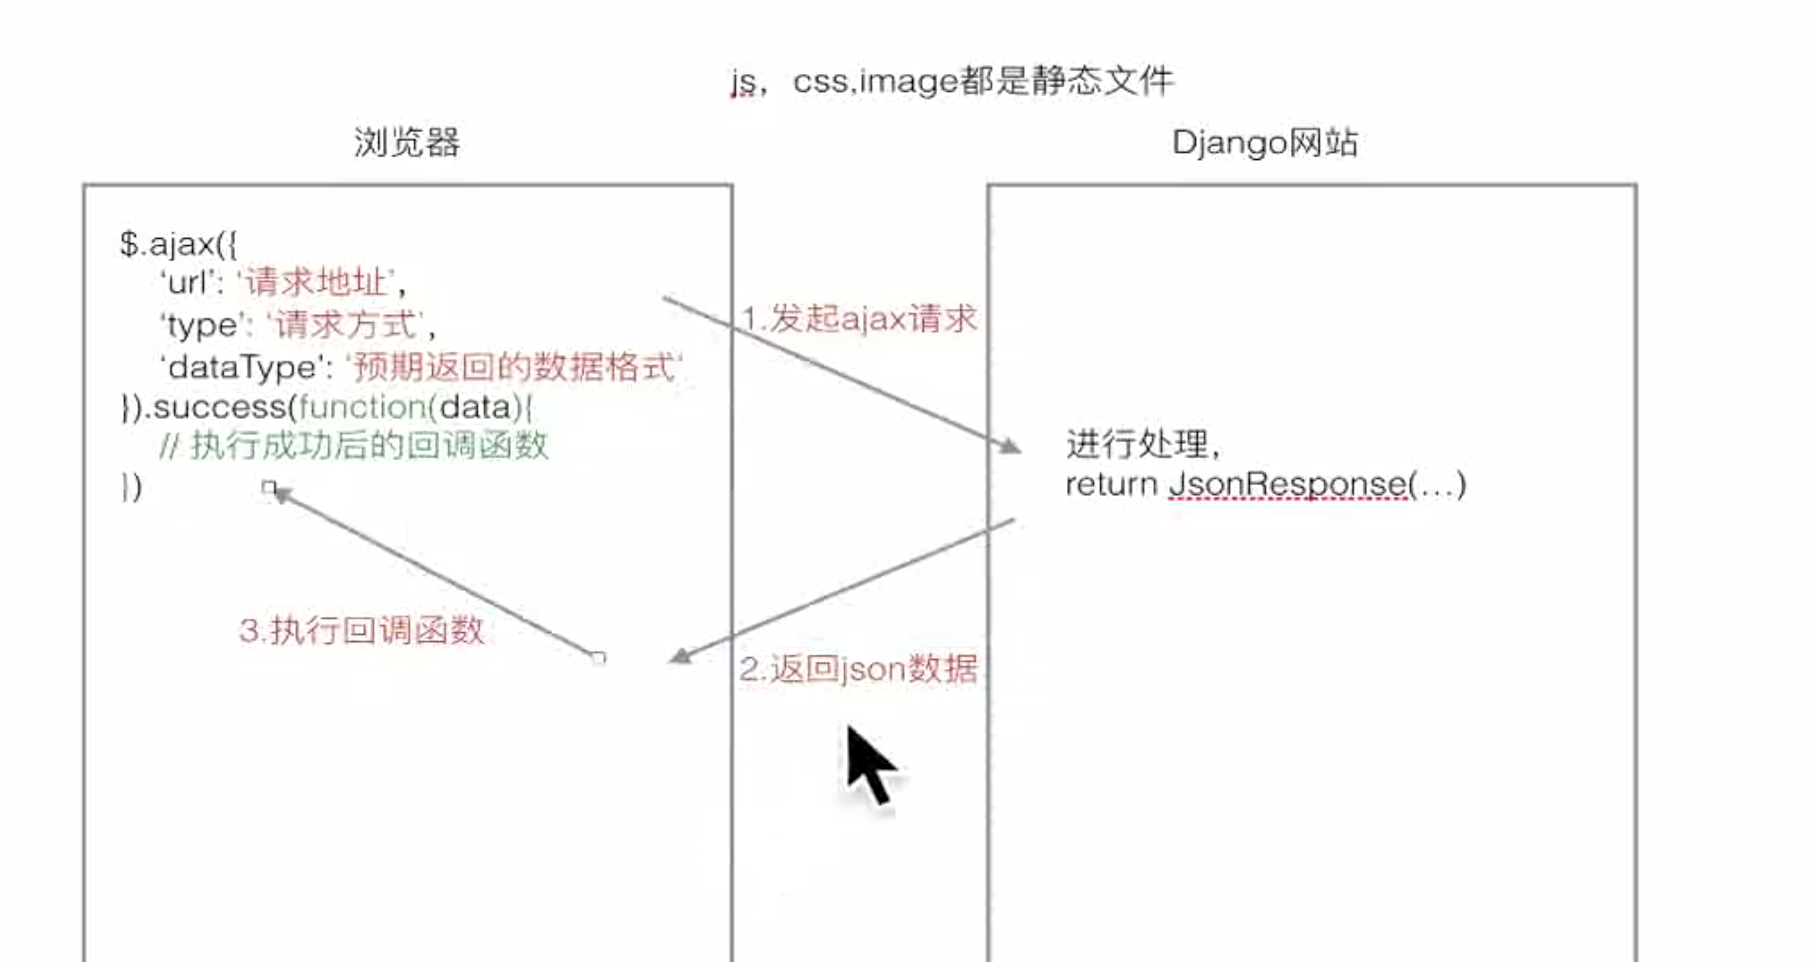 js，css,image都是静态文件
浏览器
Django网站
$.ajax({
‘url’: ‘请求地址’,
‘type’: ‘请求方式’,
‘dataType’: ‘预期返回的数据格式‘
}).success(function(data){
// 执行成功后的回调函数
})
1.发起ajax请求
进行处理，
return JsonResponse(…)
3.执行回调函数
2.返回json数据